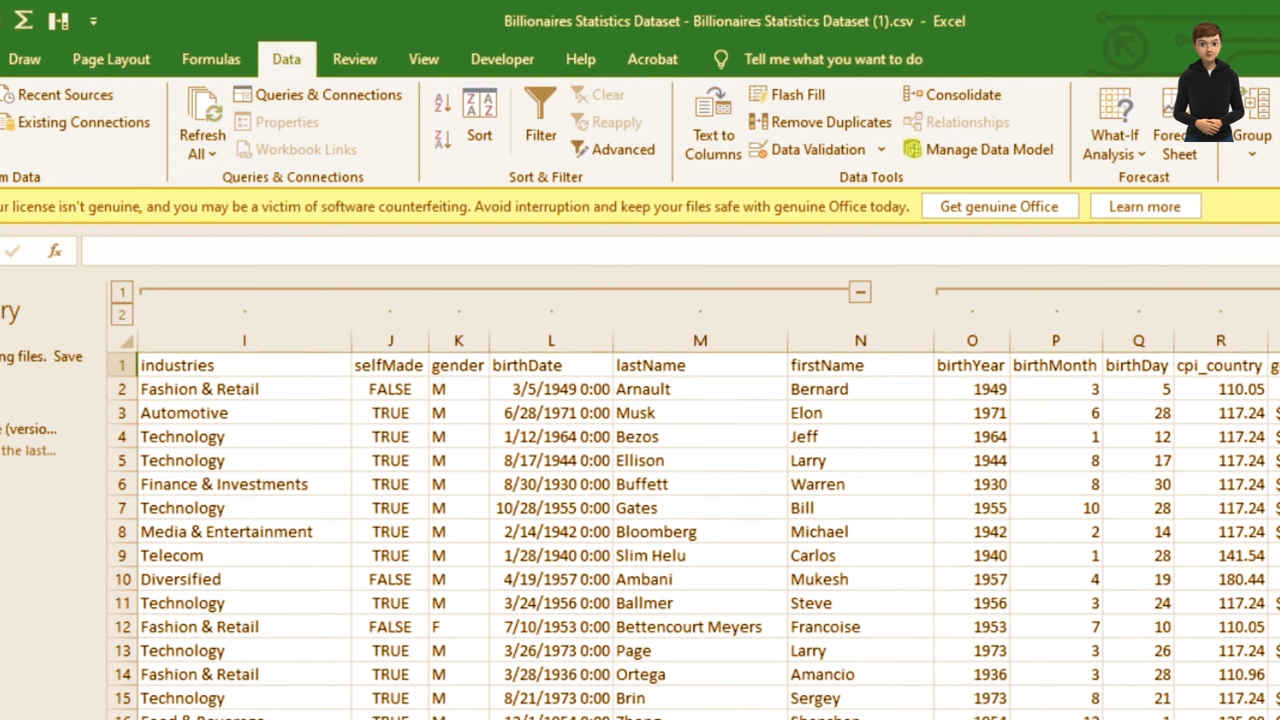 Billionaires Statistics Dataset - Billionaires Statistics Dataset (1).csv - Excel
Draw Page Layout Formulas Data Review View Developer Help Acrobat Tell me what you want to do
Recent Sources
Existing Connections
Refresh All
Queries & Connections
Properties
Workbook Links
Queries & Connections
Sort
Filter
Clear
Reapply
Advanced
Sort & Filter
Text to Columns
Flash Fill
Remove Duplicates
Data Validation
Consolidate
Relationships
Manage Data Model
Data Tools
What-If Analysis
Sheet
Forecast
Group
Data
license isn't genuine, and you may be a victim of software counterfeiting. Avoid interruption and keep your files safe with genuine Office today. Get genuine Office Learn more
fx
1
2
files. Save
(versio...
the last...
I J K L M N O P Q R
1 industries selfMade gender birthDate lastName firstName birthYear birthMonth birthDay cpi_country
2 Fashion & Retail FALSE M 3/5/1949 0:00 Arnault Bernard 1949 3 5 110.05
3 Automotive TRUE M 6/28/1971 0:00 Musk Elon 1971 6 28 117.24
4 Technology TRUE M 1/12/1964 0:00 Bezos Jeff 1964 1 12 117.24
5 Technology TRUE M 8/17/1944 0:00 Ellison Larry 1944 8 17 117.24
6 Finance & Investments TRUE M 8/30/1930 0:00 Buffett Warren 1930 8 30 117.24
7 Technology TRUE M 10/28/1955 0:00 Gates Bill 1955 10 28 117.24
8 Media & Entertainment TRUE M 2/14/1942 0:00 Bloomberg Michael 1942 2 14 117.24
9 Telecom TRUE M 1/28/1940 0:00 Slim Helu Carlos 1940 1 28 141.54
10 Diversified FALSE M 4/19/1957 0:00 Ambani Mukesh 1957 4 19 180.44
11 Technology TRUE M 3/24/1956 0:00 Ballmer Steve 1956 3 24 117.24
12 Fashion & Retail FALSE F 7/10/1953 0:00 Bettencourt Meyers Francoise 1953 7 10 110.05
13 Technology TRUE M 3/26/1973 0:00 Page Larry 1973 3 26 117.24
14 Fashion & Retail TRUE M 3/28/1936 0:00 Ortega Amancio 1936 3 28 110.96
15 Technology TRUE M 8/21/1973 0:00 Brin Sergey 1973 8 21 117.24